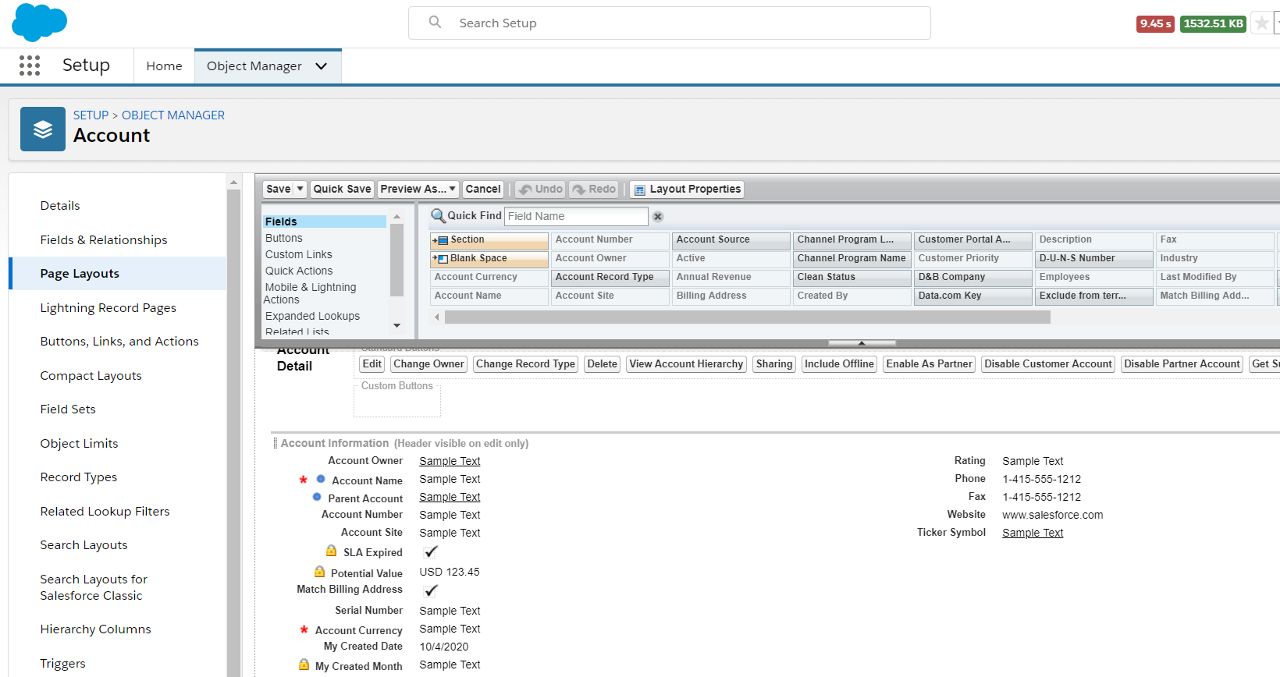 Search Setup
9.45 s 1532.51 KB
Setup Home Object Manager
SETUP > OBJECT MANAGER
Account
Details
Fields & Relationships
Page Layouts
Lightning Record Pages
Buttons, Links, and Actions
Compact Layouts
Field Sets
Object Limits
Record Types
Related Lookup Filters
Search Layouts
Search Layouts for
Salesforce Classic
Hierarchy Columns
Triggers
Save Quick Save Preview As... Cancel Undo Redo Layout Properties
Fields
Buttons
Custom Links
Quick Actions
Mobile & Lightning
Actions
Expanded Lookups
Related Lists
Quick Find Field Name
Section Account Number Account Source Channel Program L... Customer Portal A... Description Fax
Blank Space Account Owner Active Channel Program Name Customer Priority D-U-N-S Number Industry
Account Currency Account Record Type Annual Revenue Clean Status D&B Company Employees Last Modified By
Account Name Account Site Billing Address Created By Data.com Key Exclude from terr... Match Billing Add...
Account
Detail
Standard Buttons
Edit Change Owner Change Record Type Delete View Account Hierarchy Sharing Include Offline Enable As Partner Disable Customer Account Disable Partner Account Get
Custom Buttons
Account Information (Header visible on edit only)
Account Owner Sample Text
* Account Name Sample Text
Parent Account Sample Text
Account Number Sample Text
Account Site Sample Text
SLA Expired
Potential Value USD 123.45
Match Billing Address
Serial Number Sample Text
* Account Currency Sample Text
My Created Date 10/4/2020
My Created Month Sample Text
Rating Sample Text
Phone 1-415-555-1212
Fax 1-415-555-1212
Website www.salesforce.com
Ticker Symbol Sample Text